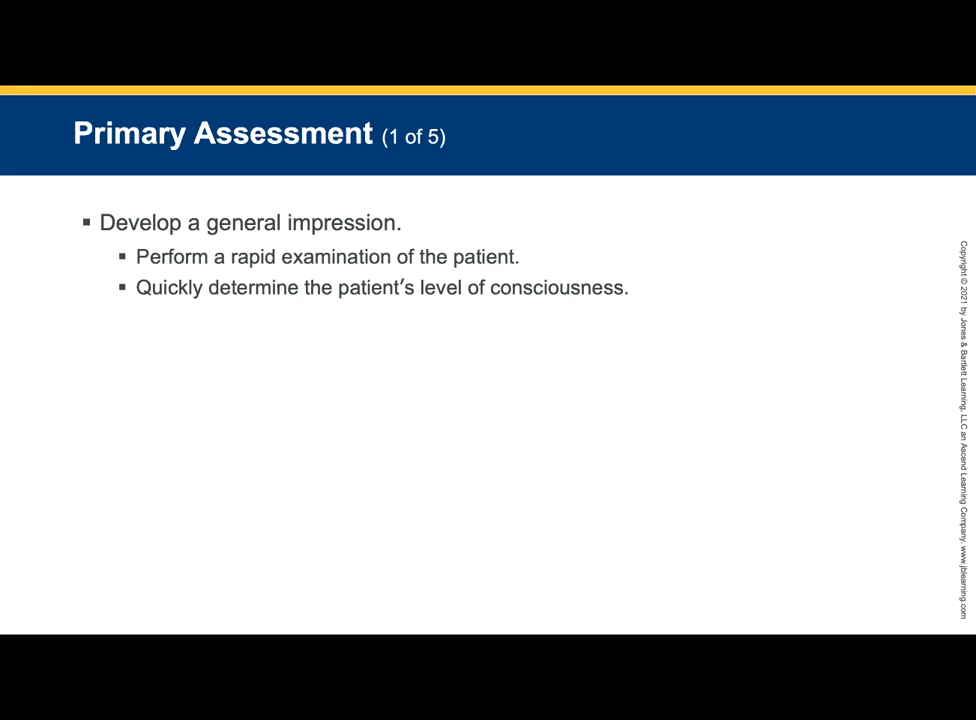 Primary Assessment (1 of 5)
▪ Develop a general impression.
▪ Perform a rapid examination of the patient.
▪ Quickly determine the patient's level of consciousness.
Copyright © 2021 by Jones & Bartlett Learning, LLC an Ascend Learning Company. www.jblearning.com